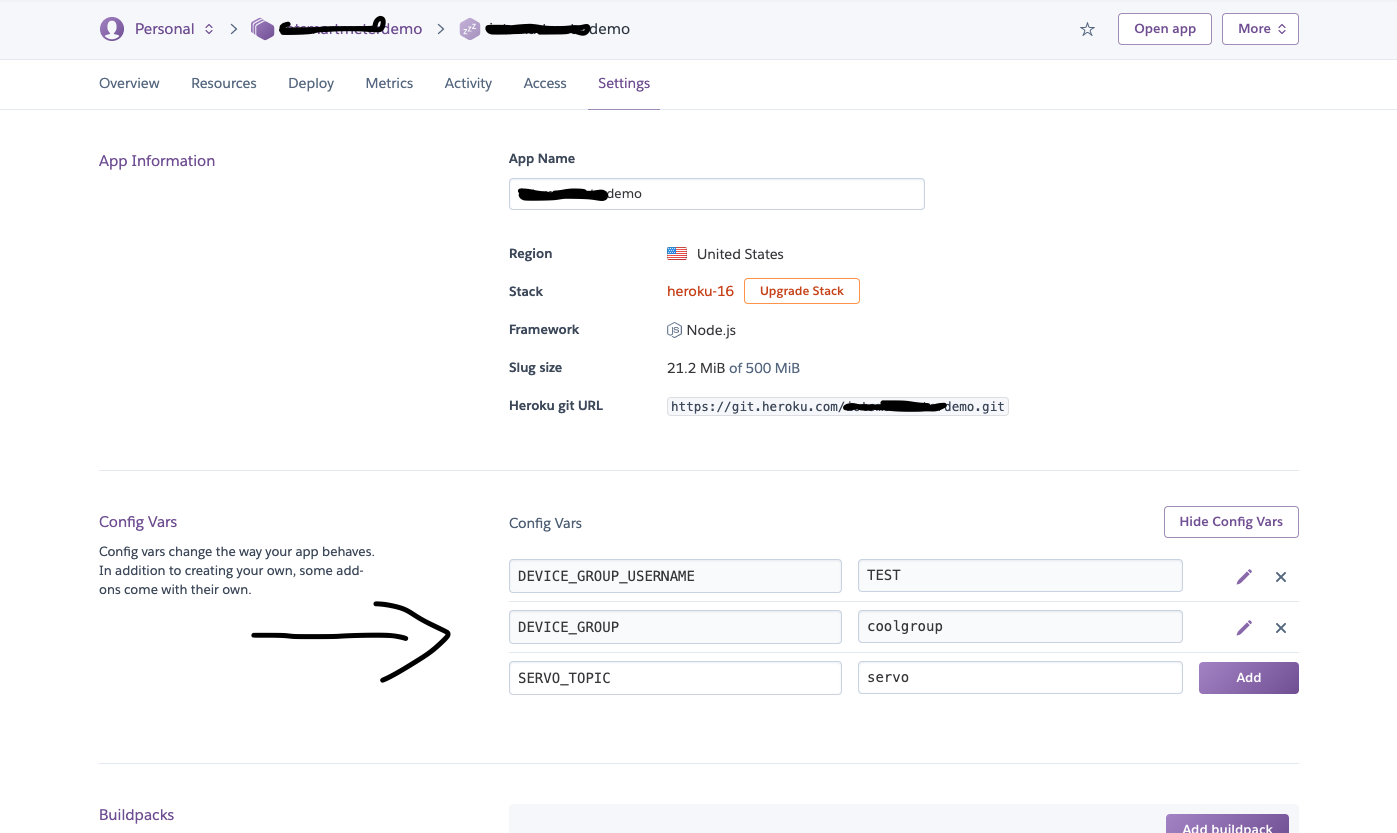 Personal demo demo Open app More
Overview Resources Deploy Metrics Activity Access Settings
App Information
App Name
demo
Region United States
Stack heroku-16 Upgrade Stack
Framework Node.js
Slug size 21.2 MiB of 500 MiB
Heroku git URL https://git.heroku.com/ demo.git
Config Vars
Config vars change the way your app behaves.
In addition to creating your own, some add-
ons come with their own.
Config Vars Hide Config Vars
DEVICE_GROUP_USERNAME TEST
DEVICE_GROUP coolgroup
SERVO_TOPIC servo Add
Buildpacks
Add buildpack